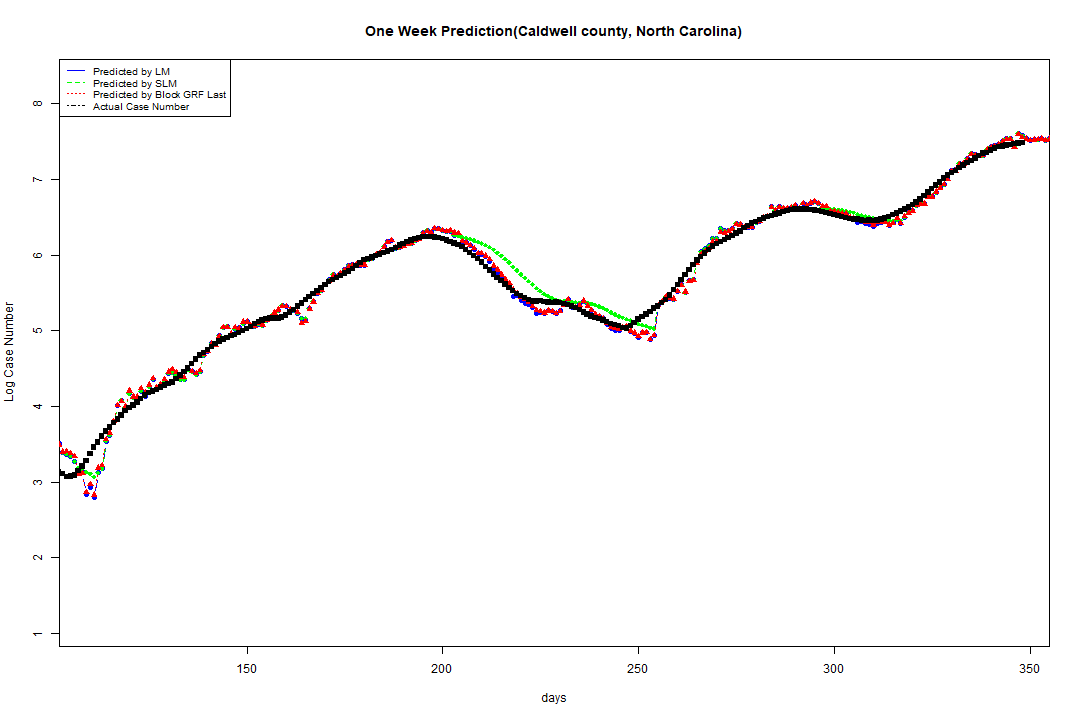 One Week Prediction(Caldwell county, North Carolina)
Predicted by LM
Predicted by SLM
Predicted by Block GRF Last
Actual Case Number
8
7
6
5
4
3
2
1
Log Case Number
150 200 250 300 350
days